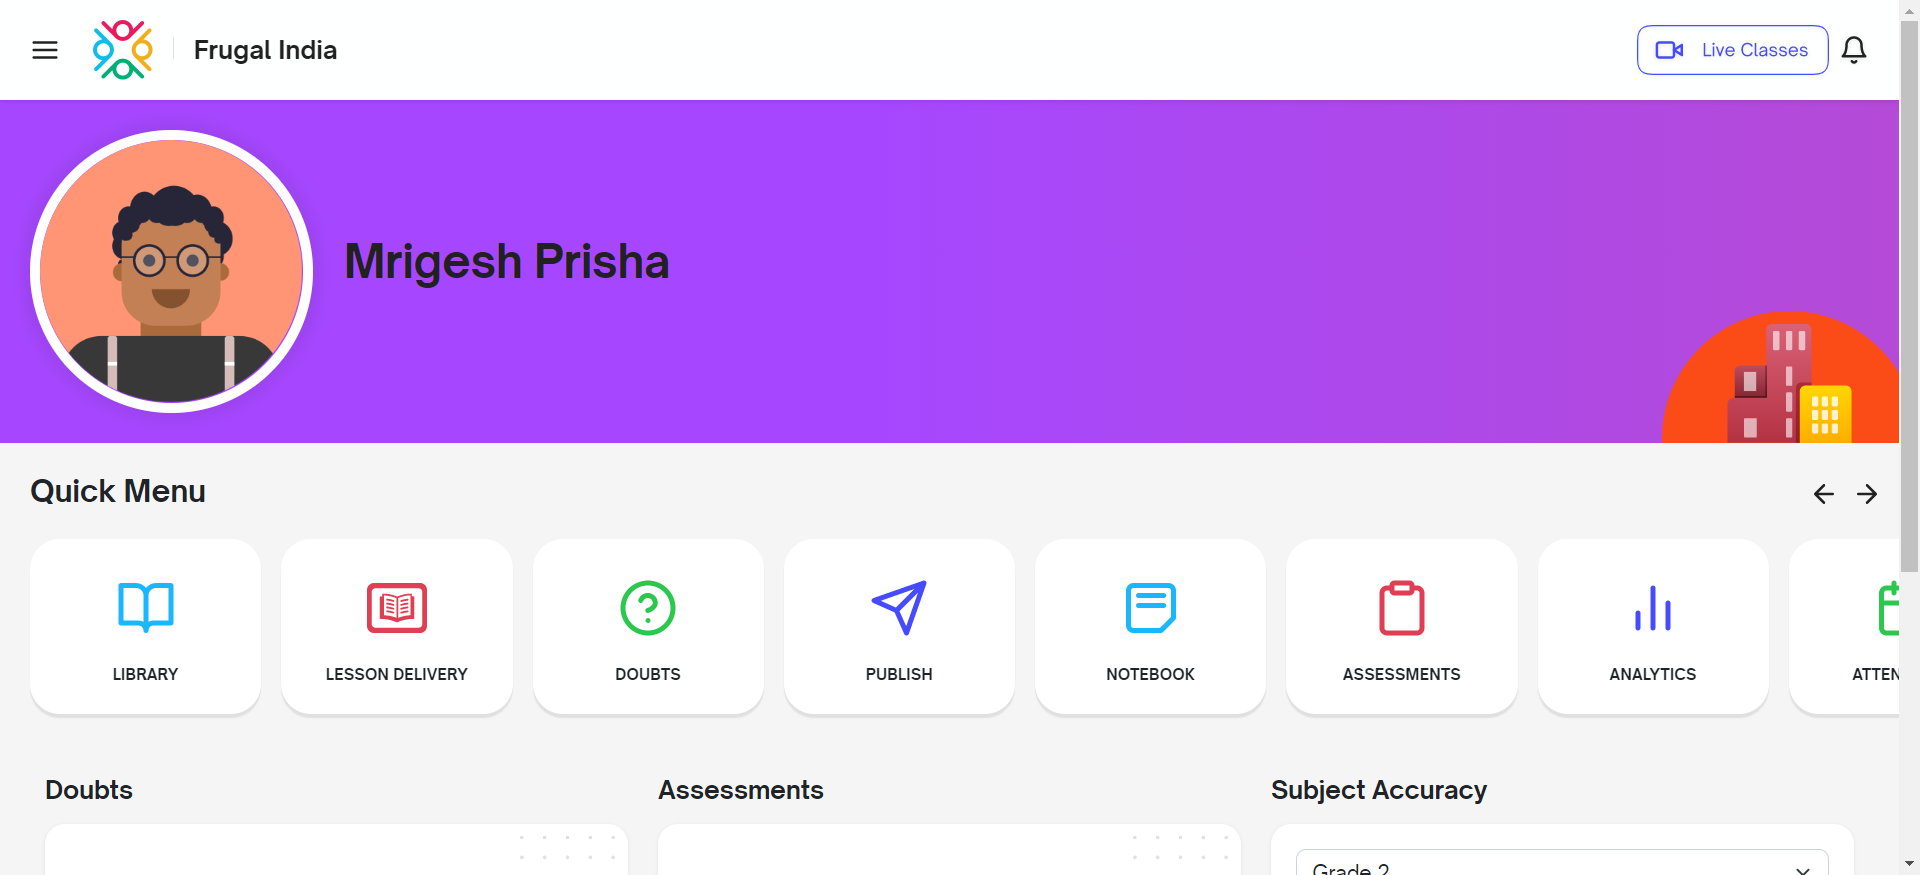 Frugal India
Live Classes
Mrigesh Prisha
Quick Menu
LIBRARY
LESSON DELIVERY
DOUBTS
PUBLISH
NOTEBOOK
ASSESSMENTS
ANALYTICS
ATTEN
Doubts
Assessments
Subject Accuracy
Grade 2